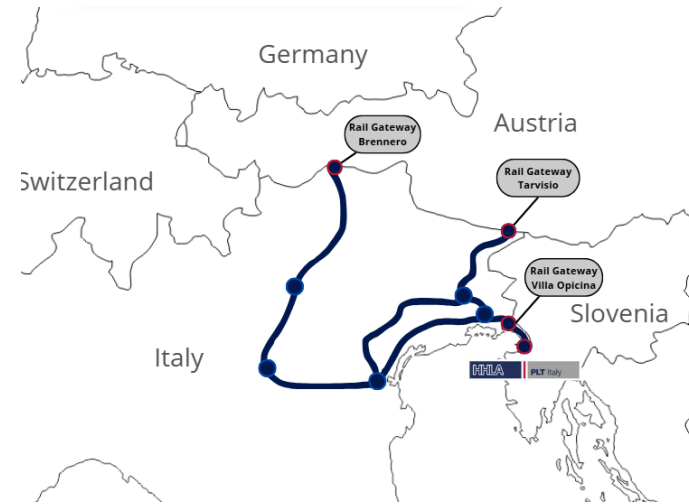 Germany
Rail Gateway
Brennero
Austria
Switzerland
Rail Gateway
Tarvisio
Rail Gateway
Villa Opicina
Slovenia
Italy
HHLA PLT Italy